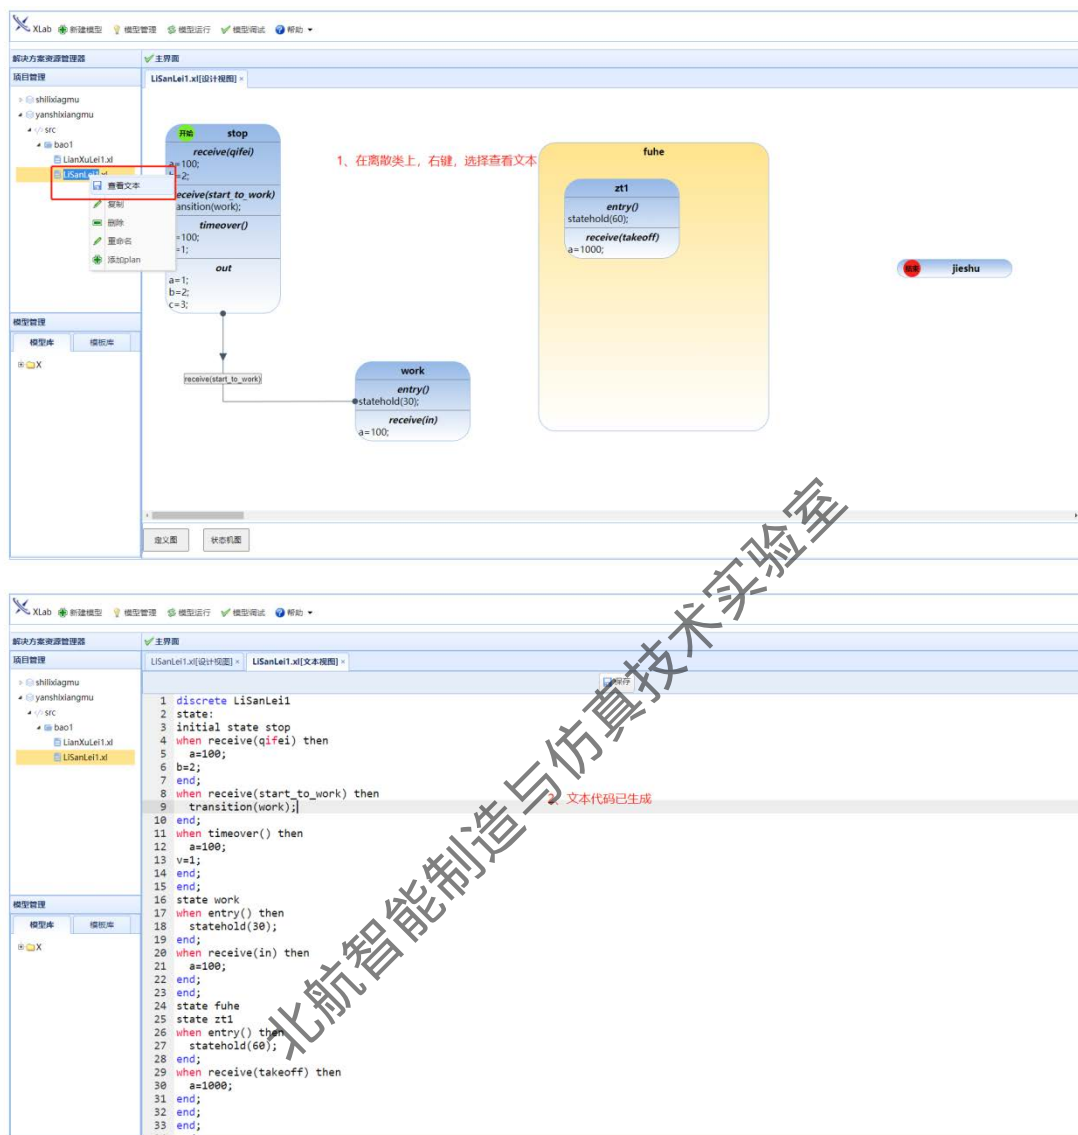 XLab 新建模型 模型管理 模型运行 模型调试 帮助
解决方案资源管理器 主界面
项目管理 LiSanLei1.xl[设计视图] ×
shilixiagmu
yanshixiangmu
src
bao1
LianXuLei1.xl
LiSanLei1.xl
查看文本
复制
删除
重命名
添加plan
开始 stop
receive(qifei)
a=100;
b=2;
receive(start_to_work)
transition(work);
timeover()
=100;
=1;
out
a=1;
b=2;
c=3;
receive(start_to_work)
work
entry()
statehold(30);
receive(in)
a=100;
1、在离散类上，右键，选择查看文本
fuhe
zt1
entry()
statehold(60);
receive(takeoff)
a=1000;
结束 jieshu
模型管理
模型库 模板库
X
定义图 状态机图
XLab 新建模型 模型管理 模型运行 模型调试 帮助
解决方案资源管理器 主界面
项目管理 LiSanLei1.xl[设计视图] × LiSanLei1.xl[文本视图] ×
保存
shilixiagmu
yanshixiangmu
src
bao1
LianXuLei1.xl
LiSanLei1.xl
模型管理
模型库 模板库
X
1 discrete LiSanLei1
2 state:
3 initial state stop
4 when receive(qifei) then
5 a=100;
6 b=2;
7 end;
8 when receive(start_to_work) then
9 transition(work);
10 end;
11 when timeover() then
12 a=100;
13 v=1;
14 end;
15 end;
16 state work
17 when entry() then
18 statehold(30);
19 end;
20 when receive(in) then
21 a=100;
22 end;
23 end;
24 state fuhe
25 state zt1
26 when entry() then
27 statehold(60);
28 end;
29 when receive(takeoff) then
30 a=1000;
31 end;
32 end;
33 end;
2、文本代码已生成
北航智能制造与仿真技术实验室